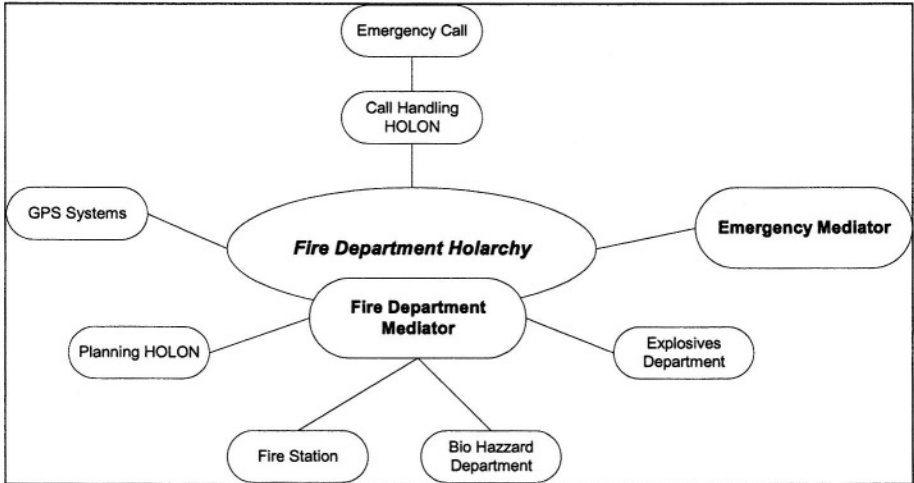 Emergency Call
Call Handling
HOLON
GPS Systems
Emergency Mediator
Fire Department Holarchy
Fire Department
Mediator
Planning HOLON
Explosives
Department
Fire Station
Bio Hazzard
Department